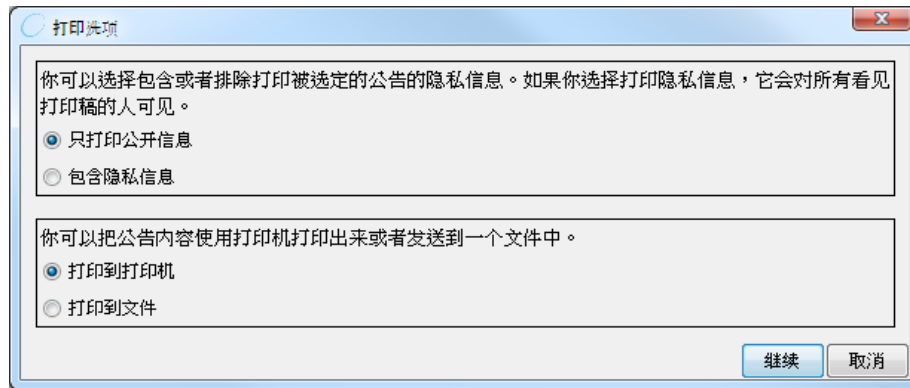 打印选项
你可以选择包含或者排除打印被选定的公告的隐私信息。如果你选择打印隐私信息，它会对所有看见
打印稿的人可见。
只打印公开信息
包含隐私信息
你可以把公告内容使用打印机打印出来或者发送到一个文件中。
打印到打印机
打印到文件
继续 取消